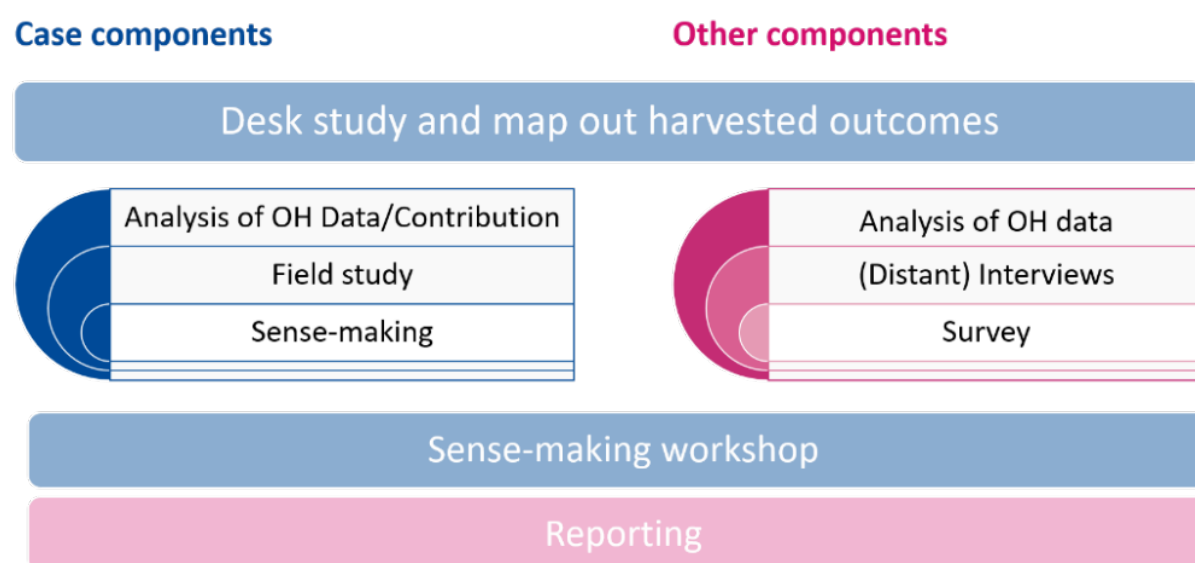 Case components
Other components
Desk study and map out harvested outcomes
Analysis of OH Data/Contribution
Field study
Sense-making
Analysis of OH data
(Distant) Interviews
Survey
Sense-making workshop
Reporting